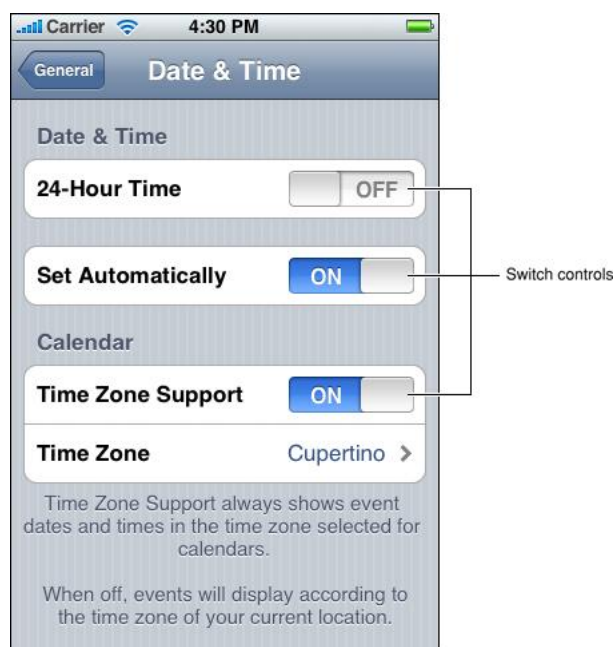 Carrier 4:30 PM
General Date & Time
Date & Time
24-Hour Time OFF
Set Automatically ON
Switch controls
Calendar
Time Zone Support ON
Time Zone Cupertino
Time Zone Support always shows event
dates and times in the time zone selected for
calendars.
When off, events will display according to
the time zone of your current location.